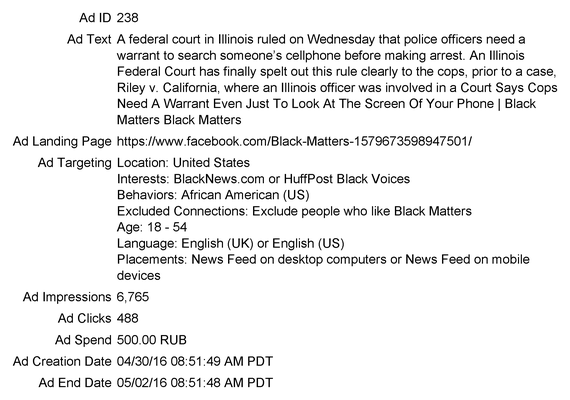 Ad ID 238
Ad Text A federal court in Illinois ruled on Wednesday that police officers need a
warrant to search someone's cellphone before making arrest. An Illinois
Federal Court has finally spelt out this rule clearly to the cops, prior to a case,
Riley v. California, where an Illinois officer was involved in a Court Says Cops
Need A Warrant Even Just To Look At The Screen Of Your Phone | Black
Matters Black Matters
Ad Landing Page https://www.facebook.com/Black-Matters-1579673598947501/
Ad Targeting Location: United States
Interests: BlackNews.com or HuffPost Black Voices
Behaviors: African American (US)
Excluded Connections: Exclude people who like Black Matters
Age: 18 - 54
Language: English (UK) or English (US)
Placements: News Feed on desktop computers or News Feed on mobile
devices
Ad Impressions 6,765
Ad Clicks 488
Ad Spend 500.00 RUB
Ad Creation Date 04/30/16 08:51:49 AM PDT
Ad End Date 05/02/16 08:51:48 AM PDT